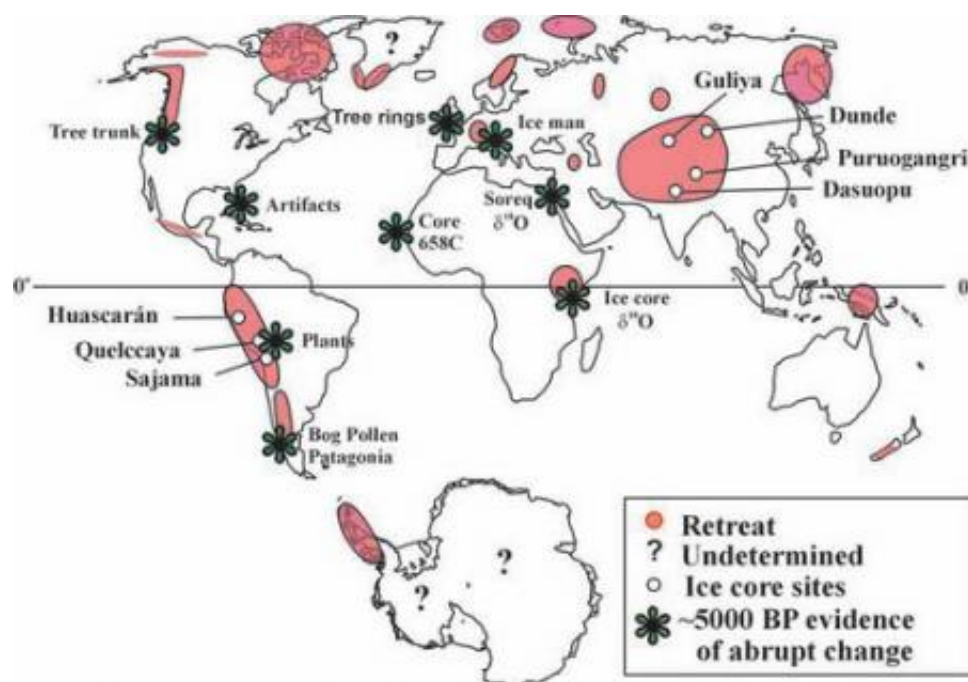 ?
Guliya
Dunde
Tree trunk
Tree rings
Ice man
Puruogangri
Dasuopu
Artifacts
Core
658C
Soreq
δ¹⁸O
0°
0
Ice core
δ¹⁸O
Huascarán
Quelccaya
Plants
Sajama
Bog Pollen
Patagonia
?
?
Retreat
? Undetermined
Ice core sites
~5000 BP evidence
of abrupt change